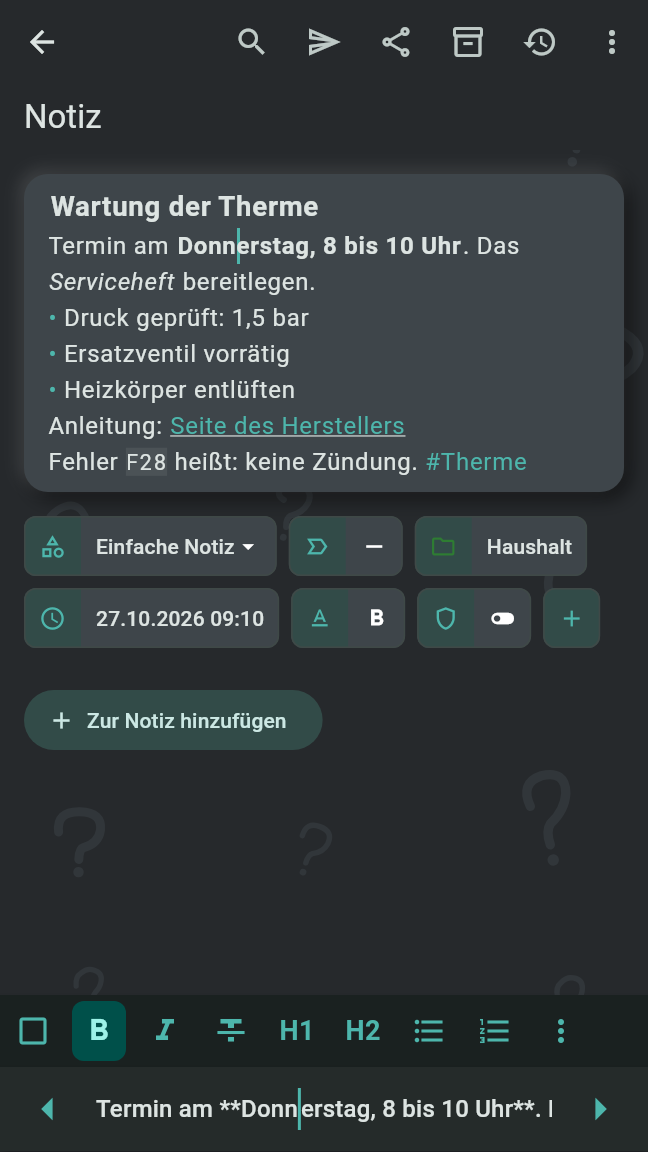 Notiz
Wartung der Therme
Termin am Donnerstag, 8 bis 10 Uhr. Das
Serviceheft bereitlegen.
• Druck geprüft: 1,5 bar
• Ersatzventil vorrätig
• Heizkörper entlüften
Anleitung: Seite des Herstellers
Fehler F28 heißt: keine Zündung. #Therme
Einfache Notiz
Haushalt
27.10.2026 09:10
A B
+ Zur Notiz hinzufügen
B I H1 H2
Termin am **Donnerstag, 8 bis 10 Uhr**.